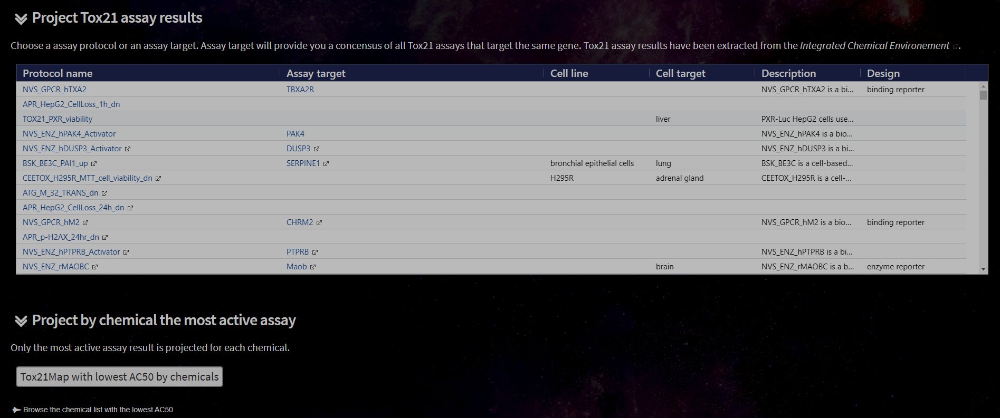 Project Tox21 assay results
Choose a assay protocol or an assay target. Assay target will provide you a concensus of all Tox21 assays that target the same gene. Tox21 assay results have been extracted from the Integrated Chemical Environement .
Protocol name Assay target Cell line Cell target Description Design
NVS_GPCR_hTXA2 TBXA2R NVS_GPCR_hTXA2 is a bi... binding reporter
APR_HepG2_CellLoss_1h_dn
TOX21_PXR_viability liver PXR-Luc HepG2 cells use...
NVS_ENZ_hPAK4_Activator PAK4 NVS_ENZ_hPAK4 is a bio...
NVS_ENZ_hDUSP3_Activator DUSP3 NVS_ENZ_hDUSP3 is a bi...
BSK_BE3C_PAI1_up SERPINE1 bronchial epithelial cells lung BSK_BE3C is a cell-based...
CEETOX_H295R_MTT_cell_viability_dn H295R adrenal gland CEETOX_H295R is a cell-...
ATG_M_32_TRANS_dn
APR_HepG2_CellLoss_24h_dn
NVS_GPCR_hM2 CHRM2 NVS_GPCR_hM2 is a bio... binding reporter
APR_p-H2AX_24hr_dn
NVS_ENZ_hPTPRB_Activator PTPRB NVS_ENZ_hPTPRB is a bi...
NVS_ENZ_rMAOBC Maob brain NVS_ENZ_rMAOBC is a b... enzyme reporter
Project by chemical the most active assay
Only the most active assay result is projected for each chemical.
Tox21Map with lowest AC50 by chemicals
Browse the chemical list with the lowest AC50